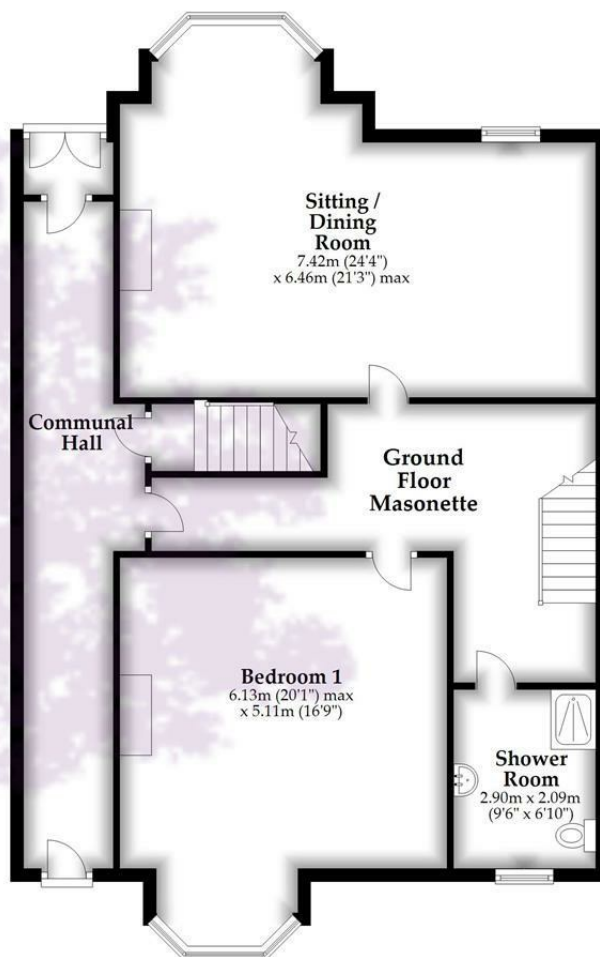 Sitting /
Dining
Room
7.42m (24'4")
x 6.46m (21'3") max
Communal
Hall
Ground
Floor
Masonette
Bedroom 1
6.13m (20'1") max
x 5.11m (16'9")
Shower
Room
2.90m x 2.09m
(9'6" x 6'10")